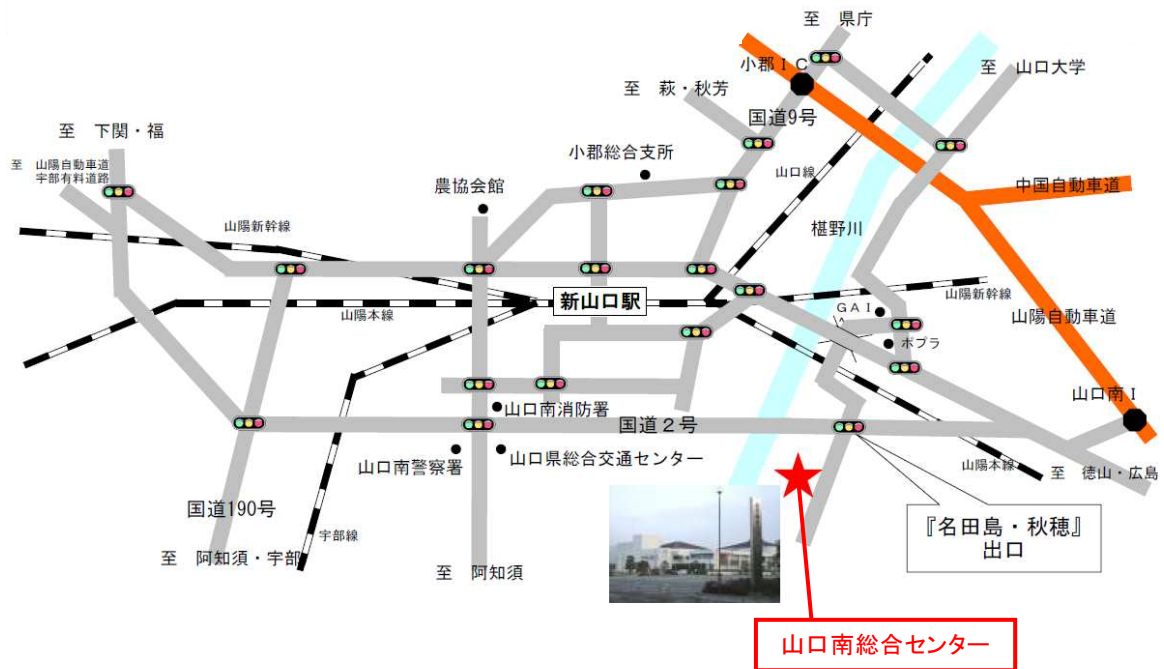 至　県庁
小郡ＩＣ
至　山口大学
至　萩・秋芳
国道9号
至　下関・福
小郡総合支所
至　山陽自動車道
宇部有料道路
農協会館
山口線
中国自動車道
山陽新幹線
椹野川
新山口駅
山陽新幹線
山陽本線
ＧＡＩ
山陽自動車道
ポプラ
山口南Ｉ
山口南消防署
国道２号
山口南警察署
山口県総合交通センター
山陽本線
至　徳山・広島
国道190号
宇部線
『名田島・秋穂』
出口
至　阿知須・宇部
至　阿知須
山口南総合センター